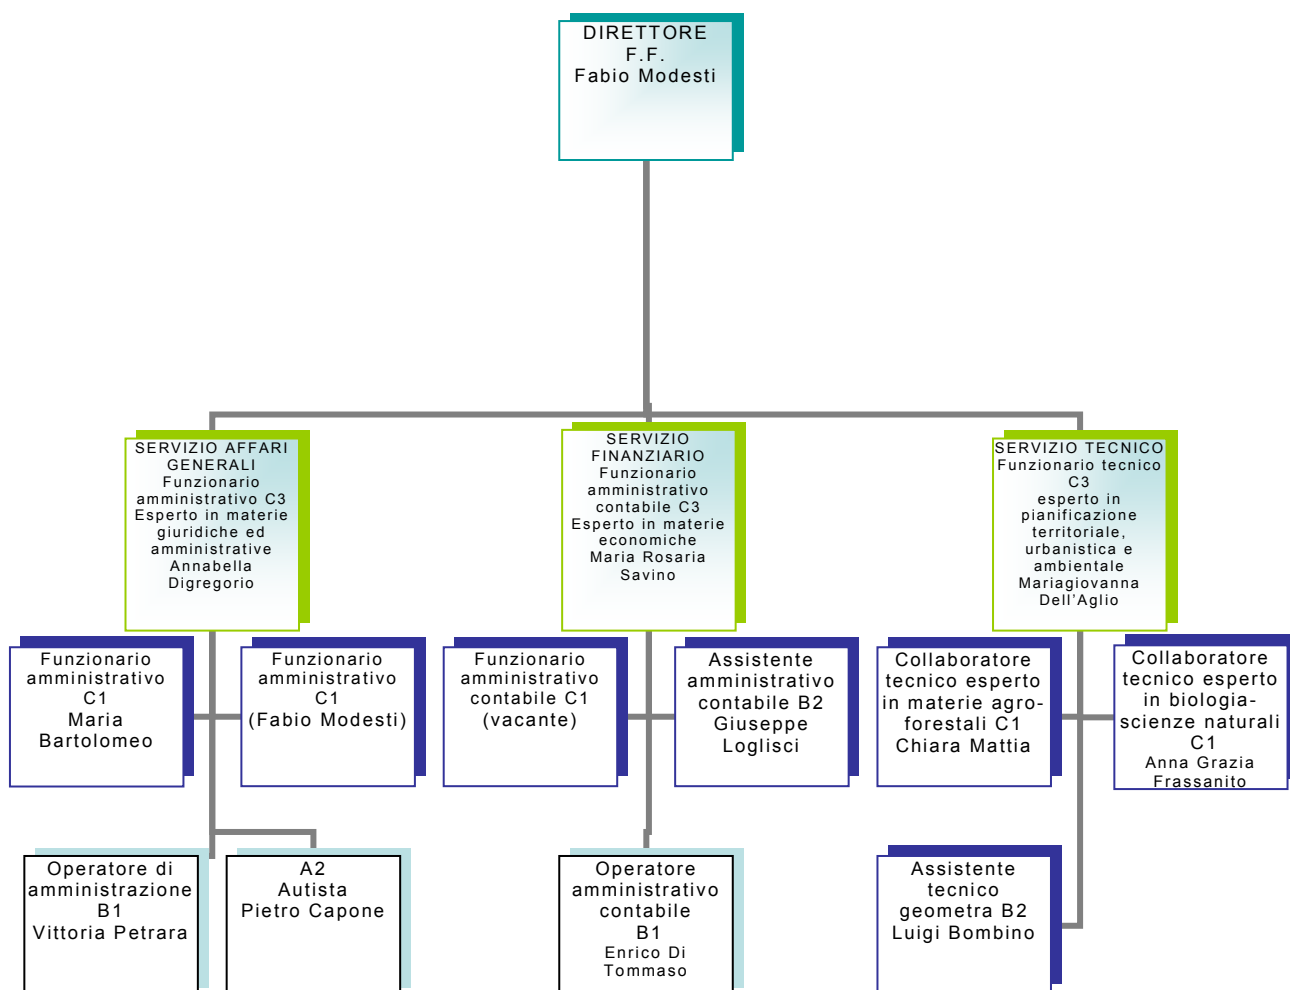 DIRETTORE
F.F.
Fabio Modesti
SERVIZIO AFFARI
GENERALI
Funzionario
amministrativo C3
Esperto in materie
giuridiche ed
amministrative
Annabella
Digregorio
SERVIZIO
FINANZIARIO
Funzionario
amministrativo
contabile C3
Esperto in materie
economiche
Maria Rosaria
Savino
SERVIZIO TECNICO
Funzionario tecnico
C3
esperto in
pianificazione
territoriale,
urbanistica e
ambientale
Mariagiovanna
Dell’Aglio
Funzionario
amministrativo
C1
Maria
Bartolomeo
Funzionario
amministrativo
C1
(Fabio Modesti)
Funzionario
amministrativo
contabile C1
(vacante)
Assistente
amministrativo
contabile B2
Giuseppe
Loglisci
Collaboratore
tecnico esperto
in materie agro-
forestali C1
Chiara Mattia
Collaboratore
tecnico esperto
in biologia-
scienze naturali
C1
Anna Grazia
Frassanito
Operatore di
amministrazione
B1
Vittoria Petrara
A2
Autista
Pietro Capone
Operatore
amministrativo
contabile
B1
Enrico Di
Tommaso
Assistente
tecnico
geometra B2
Luigi Bombino